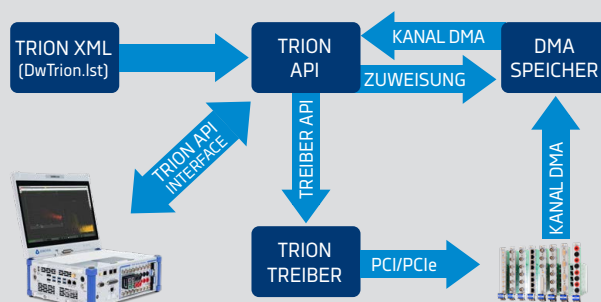 TRION XML
(DwTrion.lst)
TRION
API
KANAL DMA
ZUWEISUNG
DMA
SPEICHER
TRION API
INTERFACE
TREIBER API
KANAL DMA
TRION
TREIBER
PCI/PCIe